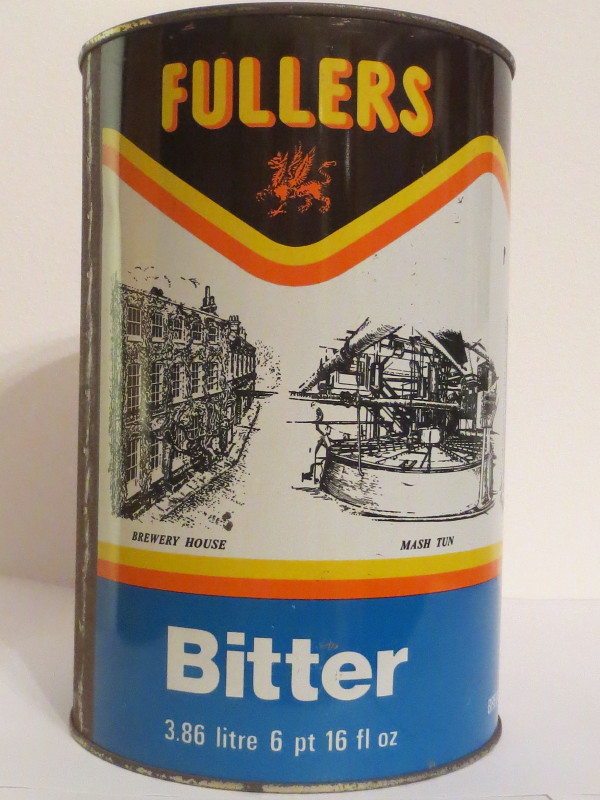 FULLERS
BREWERY HOUSE
MASH TUN
Bitter
3.86 litre 6 pt 16 fl oz